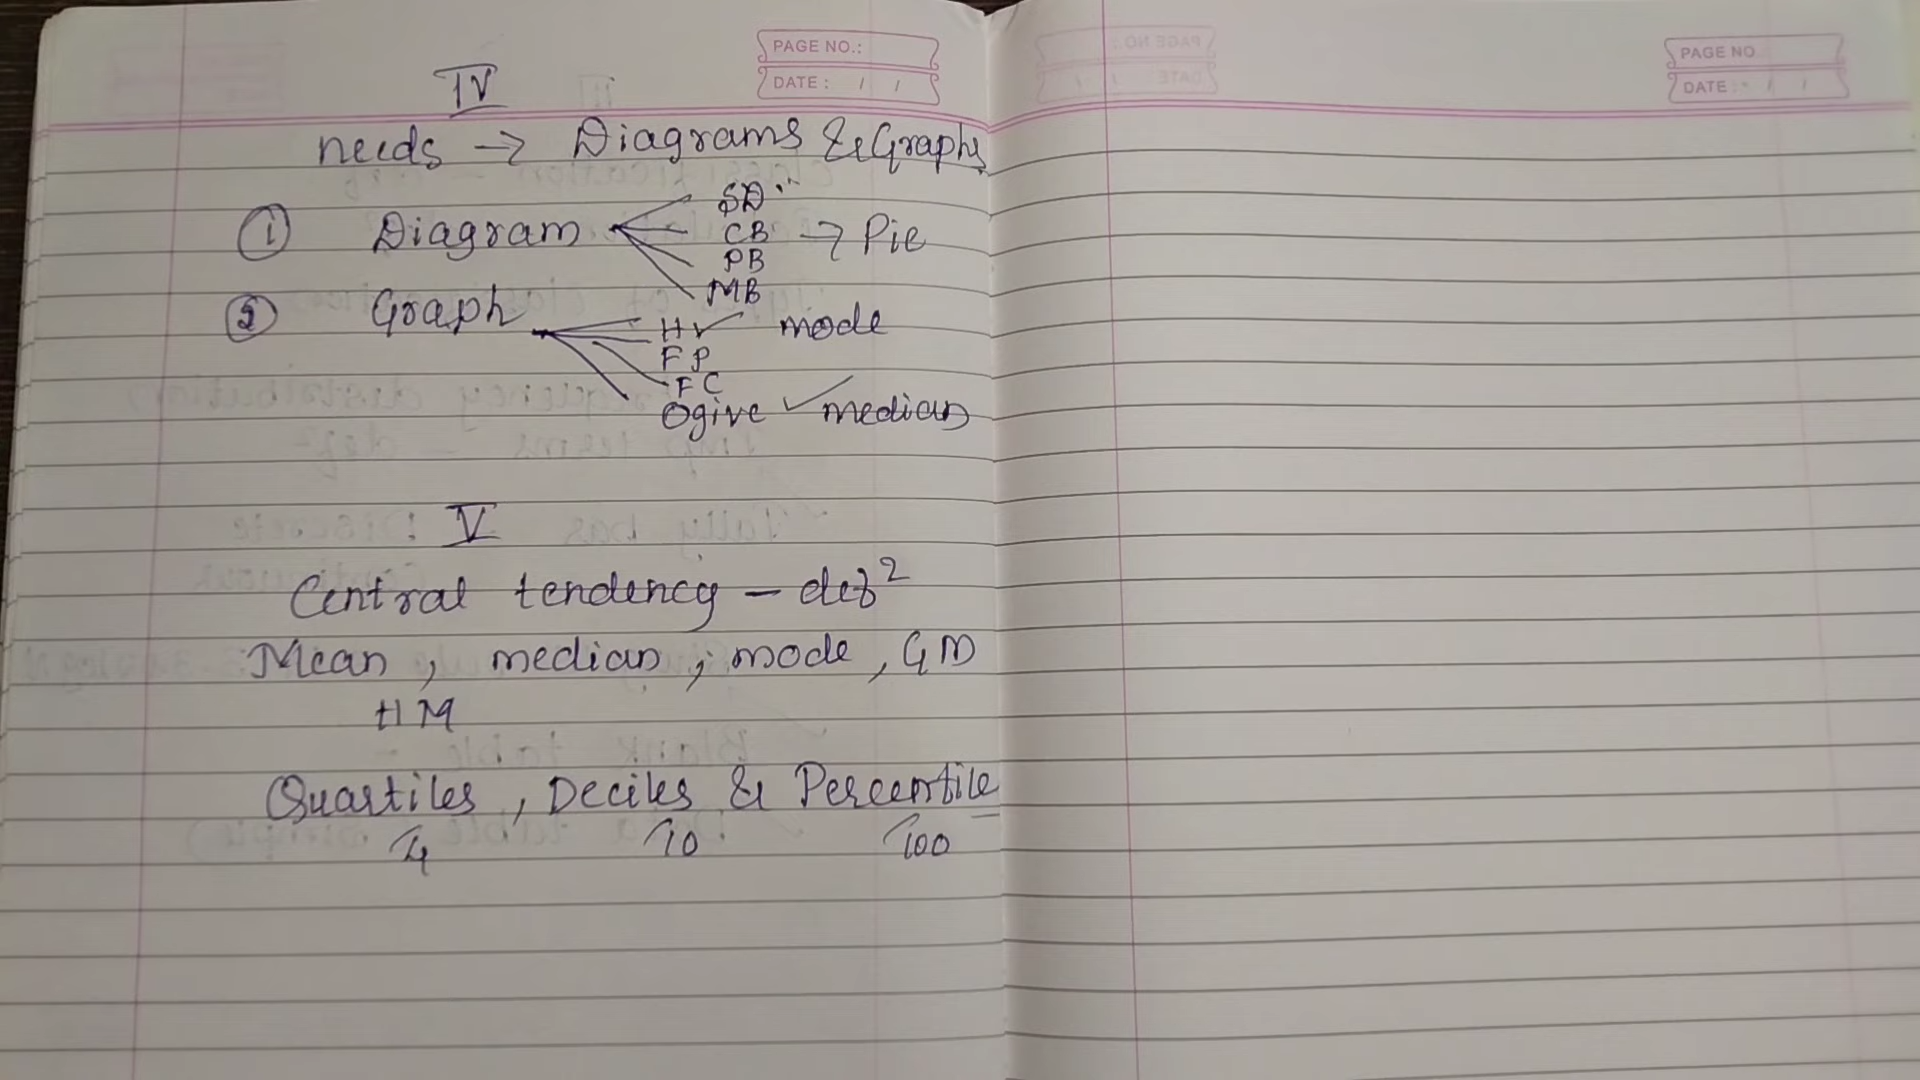 PAGE NO.:
DATE : / /
PAGE NO
DATE : / /
IV
needs → Diagrams & Graphs
① Diagram
SD
CB → Pie
PB
MB
② Graph
H ✓ mode
FP
FC
Ogive ✓ median
V
Central tendency – def²
Mean, median, mode, GM
HM
Quartiles, Deciles & Percentile
4 10 100